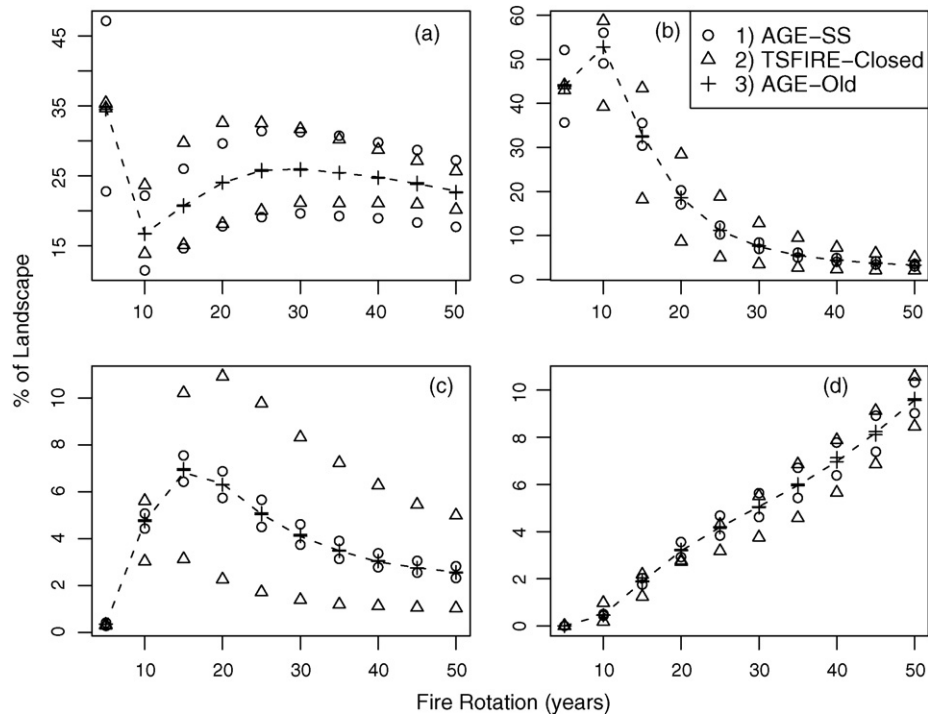 (a)
45
35
25
15
10 20 30 40 50
(b)
1) AGE−SS
2) TSFIRE−Closed
3) AGE−Old
60
50
40
30
20
10
0
10 20 30 40 50
% of Landscape
(c)
10
8
6
4
2
0
10 20 30 40 50
(d)
10
8
6
4
2
0
10 20 30 40 50
Fire Rotation (years)